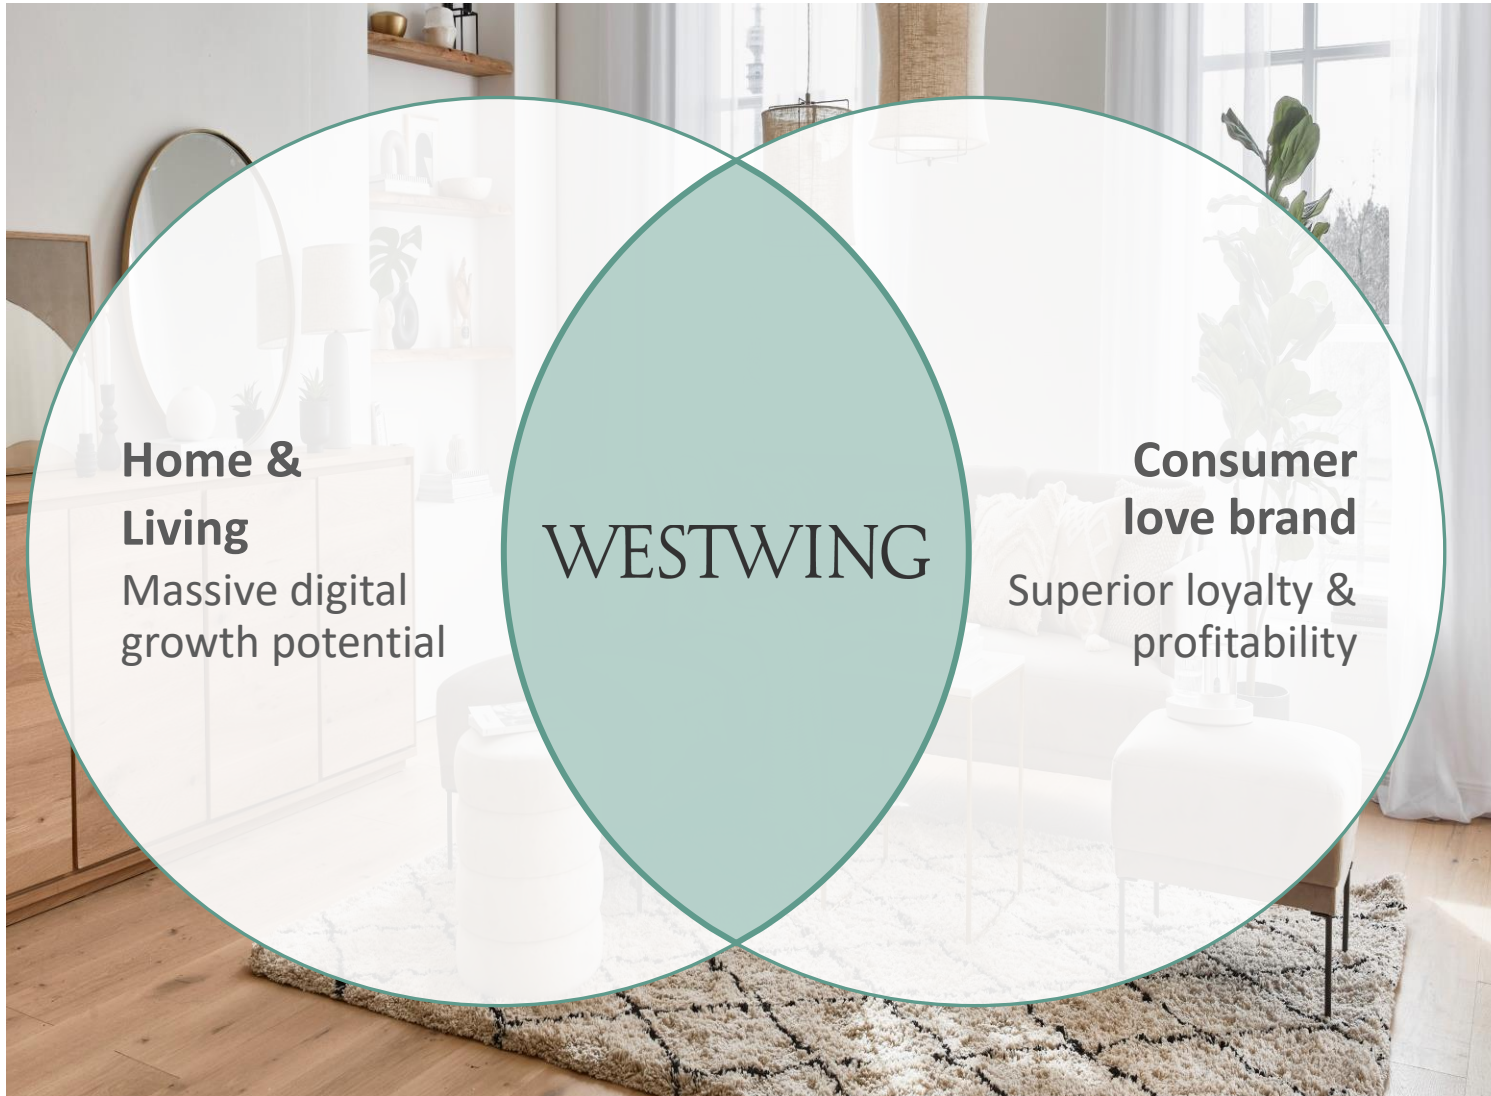 Home &
Living
Massive digital
growth potential
WESTWING
Consumer
love brand
Superior loyalty &
profitability